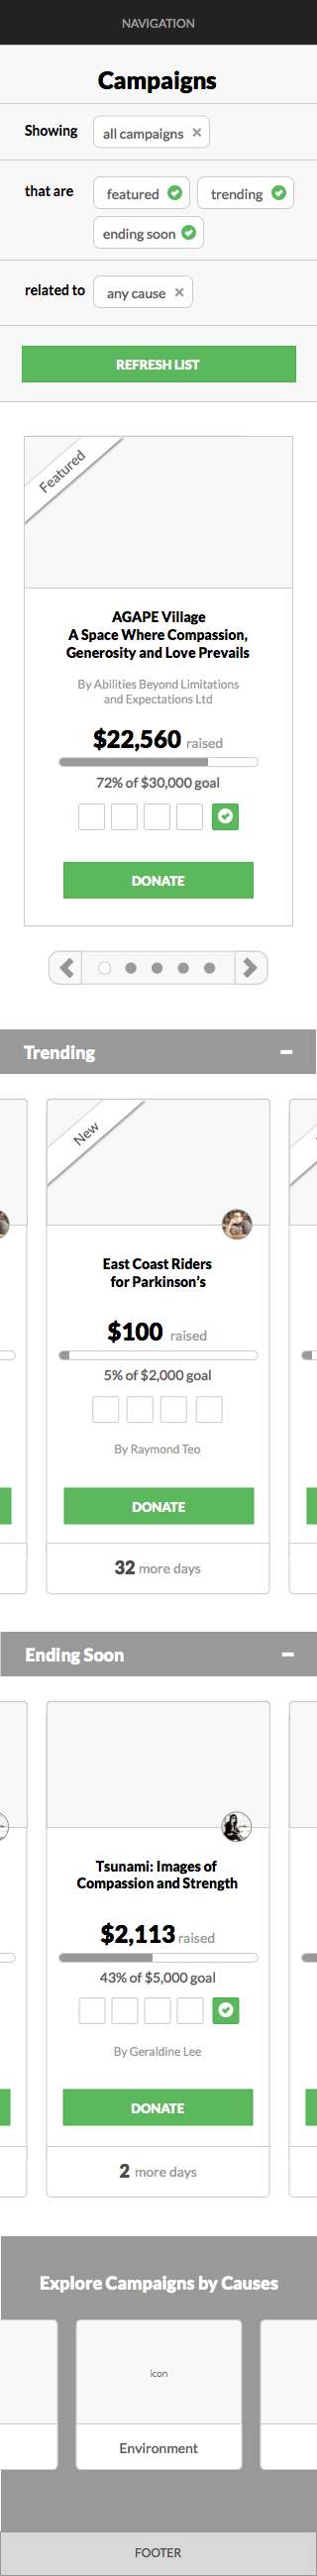 NAVIGATION
Campaigns
Showing all campaigns ×
that are featured trending
ending soon
related to any cause ×
REFRESH LIST
Featured
AGAPE Village
A Space Where Compassion,
Generosity and Love Prevails
By Abilities Beyond Limitations
and Expectations Ltd
$22,560 raised
72% of $30,000 goal
DONATE
Trending
New
East Coast Riders
for Parkinson's
$100 raised
5% of $2,000 goal
By Raymond Teo
DONATE
32 more days
Ending Soon
Tsunami: Images of
Compassion and Strength
$2,113 raised
43% of $5,000 goal
By Geraldine Lee
DONATE
2 more days
Explore Campaigns by Causes
icon
Environment
FOOTER